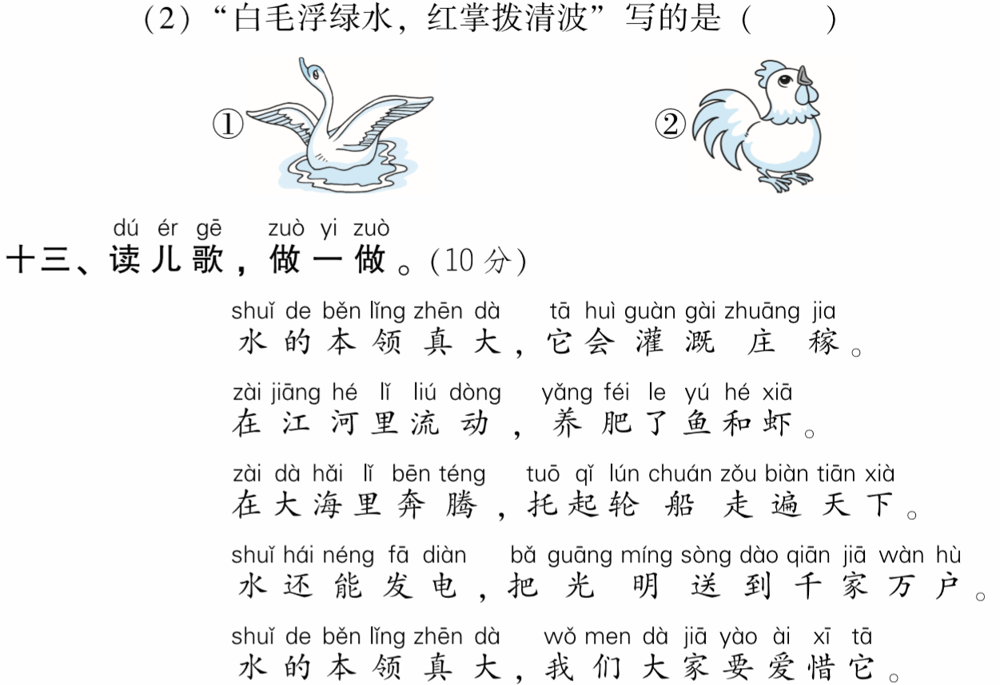 （2）“白毛浮绿水，红掌拨清波”写的是（　　）
①　②
dú ér gē　zuò yi zuò
十三、读儿歌，做一做。（10分）
shuǐ de běn lǐng zhēn dà　tā huì guàn gài zhuāng jia
水的本领真大，它会灌溉庄稼。
zài jiāng hé lǐ liú dòng　yǎng féi le yú hé xiā
在江河里流动，养肥了鱼和虾。
zài dà hǎi lǐ bēn téng　tuō qǐ lún chuán zǒu biàn tiān xià
在大海里奔腾，托起轮船走遍天下。
shuǐ hái néng fā diàn　bǎ guāng míng sòng dào qiān jiā wàn hù
水还能发电，把光明送到千家万户。
shuǐ de běn lǐng zhēn dà　wǒ men dà jiā yào ài xī tā
水的本领真大，我们大家要爱惜它。